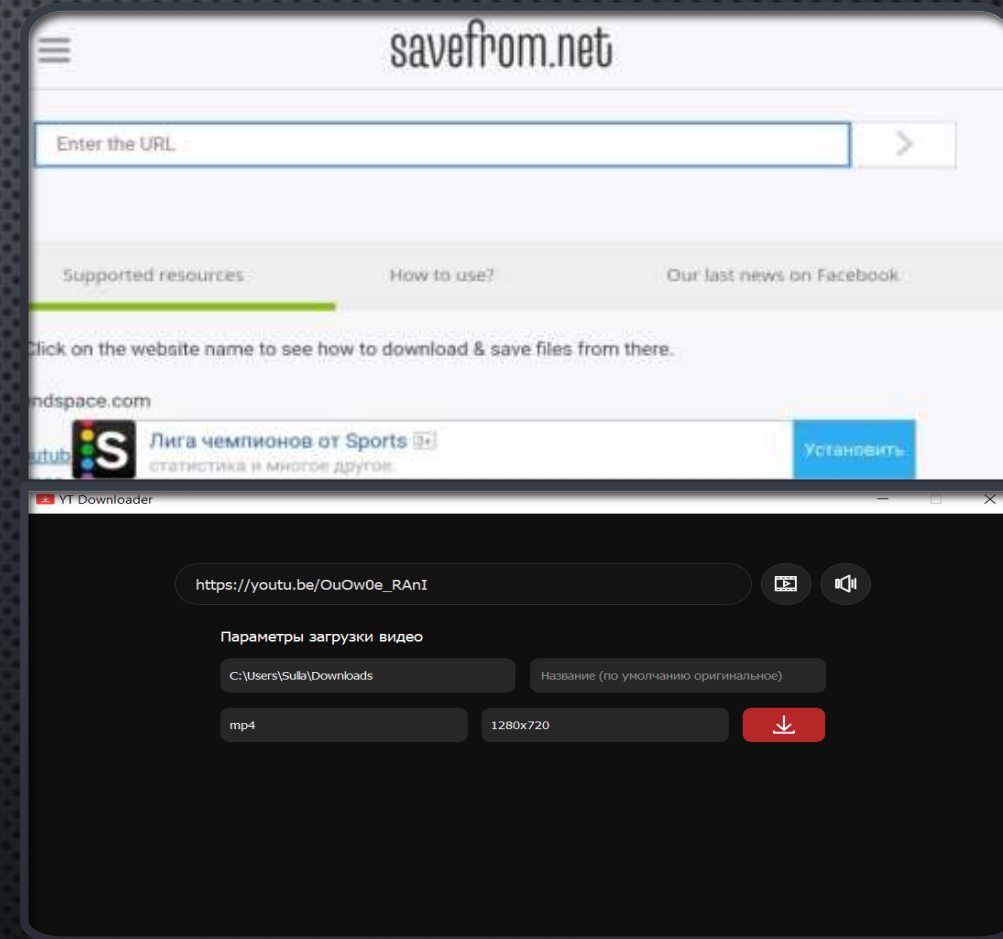 savefrom.net
Enter the URL
Supported resources How to use? Our last news on Facebook
Click on the website name to see how to download & save files from there.
ndspace.com
utub S Лига чемпионов от Sports 3+ Установить
статистика и многое другое.
YT Downloader
https://youtu.be/OuOw0e_RAnI
Параметры загрузки видео
C:\Users\Sulla\Downloads Название (по умолчанию оригинальное)
mp4 1280x720